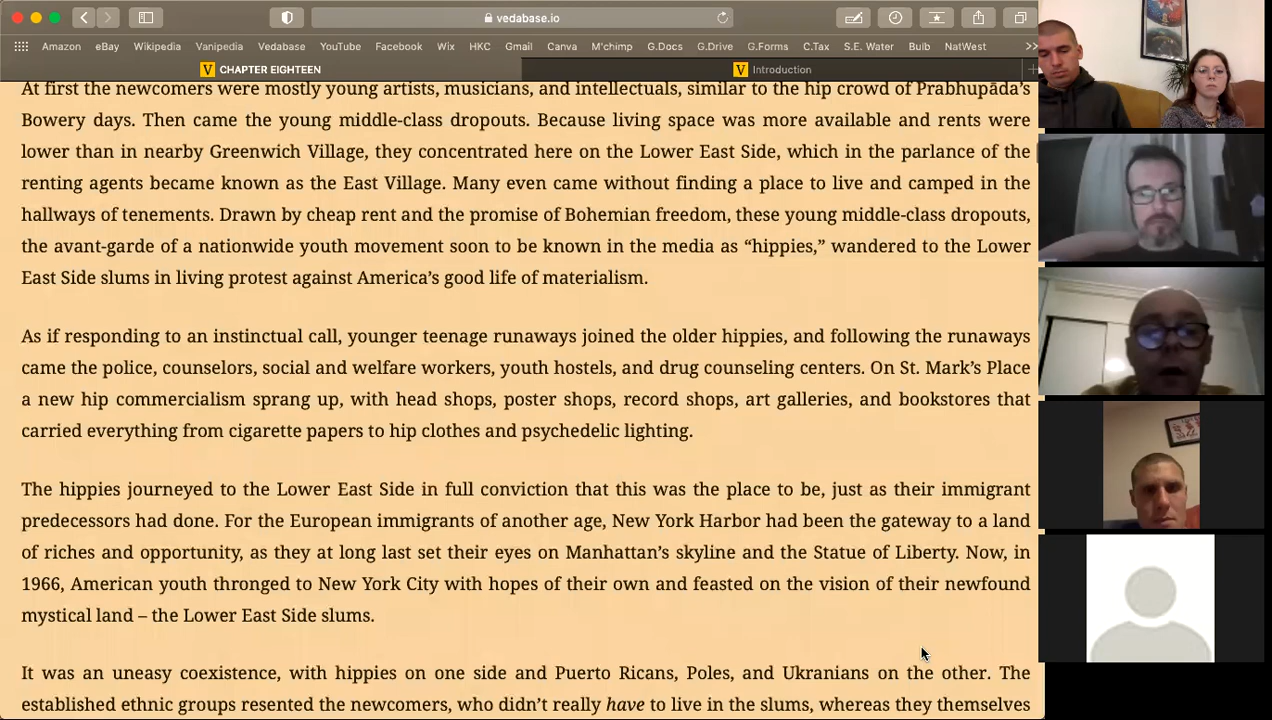 vedabase.io
Amazon eBay Wikipedia Vanipedia Vedabase YouTube Facebook Wix HKC Gmail Canva M'chimp G.Docs G.Drive G.Forms C.Tax S.E. Water Bulb NatWest >>
V CHAPTER EIGHTEEN V Introduction +
At first the newcomers were mostly young artists, musicians, and intellectuals, similar to the hip crowd of Prabhupāda’s
Bowery days. Then came the young middle-class dropouts. Because living space was more available and rents were
lower than in nearby Greenwich Village, they concentrated here on the Lower East Side, which in the parlance of the
renting agents became known as the East Village. Many even came without finding a place to live and camped in the
hallways of tenements. Drawn by cheap rent and the promise of Bohemian freedom, these young middle-class dropouts,
the avant-garde of a nationwide youth movement soon to be known in the media as “hippies,” wandered to the Lower
East Side slums in living protest against America’s good life of materialism.
As if responding to an instinctual call, younger teenage runaways joined the older hippies, and following the runaways
came the police, counselors, social and welfare workers, youth hostels, and drug counseling centers. On St. Mark’s Place
a new hip commercialism sprang up, with head shops, poster shops, record shops, art galleries, and bookstores that
carried everything from cigarette papers to hip clothes and psychedelic lighting.
The hippies journeyed to the Lower East Side in full conviction that this was the place to be, just as their immigrant
predecessors had done. For the European immigrants of another age, New York Harbor had been the gateway to a land
of riches and opportunity, as they at long last set their eyes on Manhattan’s skyline and the Statue of Liberty. Now, in
1966, American youth thronged to New York City with hopes of their own and feasted on the vision of their newfound
mystical land – the Lower East Side slums.
It was an uneasy coexistence, with hippies on one side and Puerto Ricans, Poles, and Ukranians on the other. The
established ethnic groups resented the newcomers, who didn’t really have to live in the slums, whereas they themselves